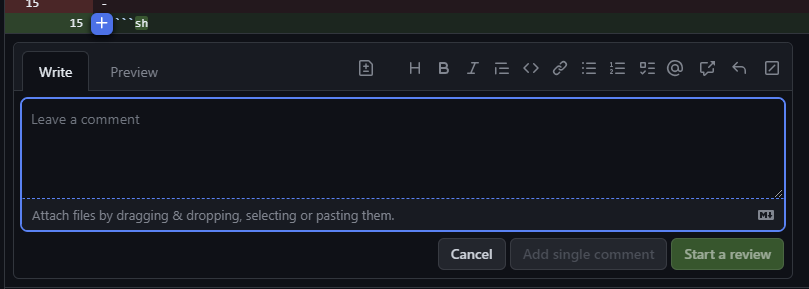 15 -
15 + ```sh
Write Preview
Leave a comment
Attach files by dragging & dropping, selecting or pasting them.
Cancel Add single comment Start a review